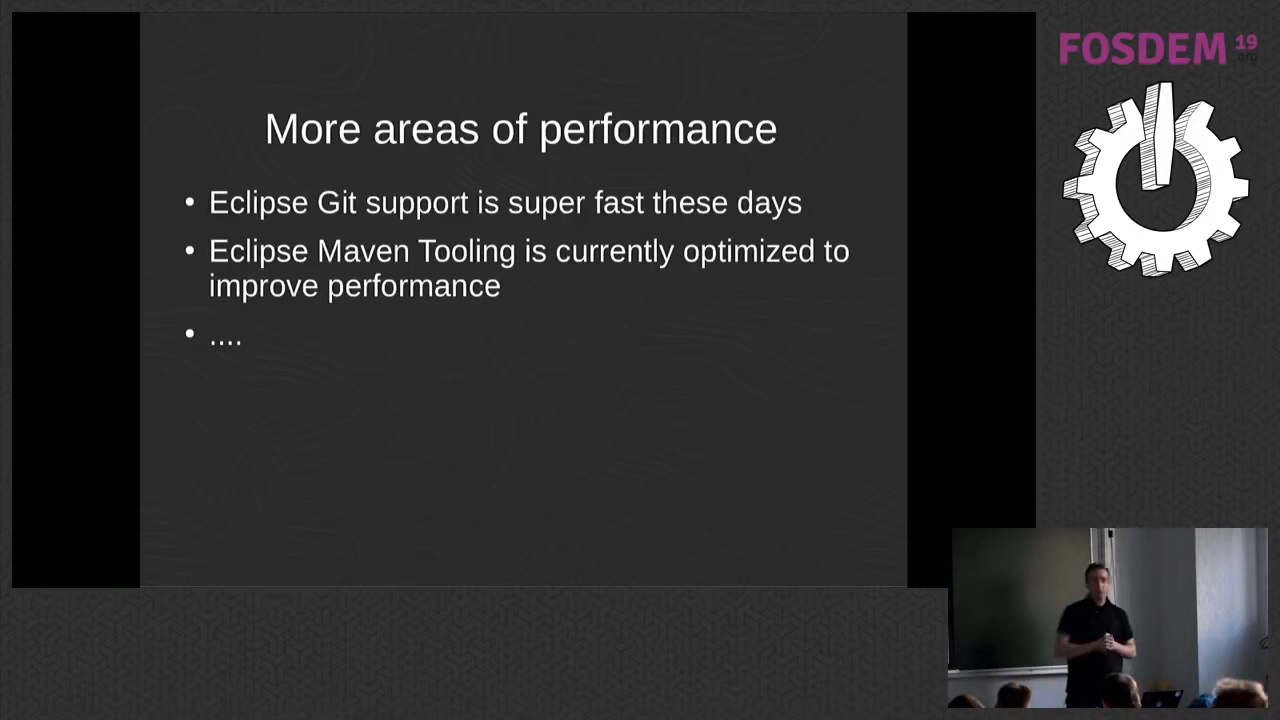 FOSDEM 19
.org
More areas of performance
• Eclipse Git support is super fast these days
• Eclipse Maven Tooling is currently optimized to
improve performance
• ....